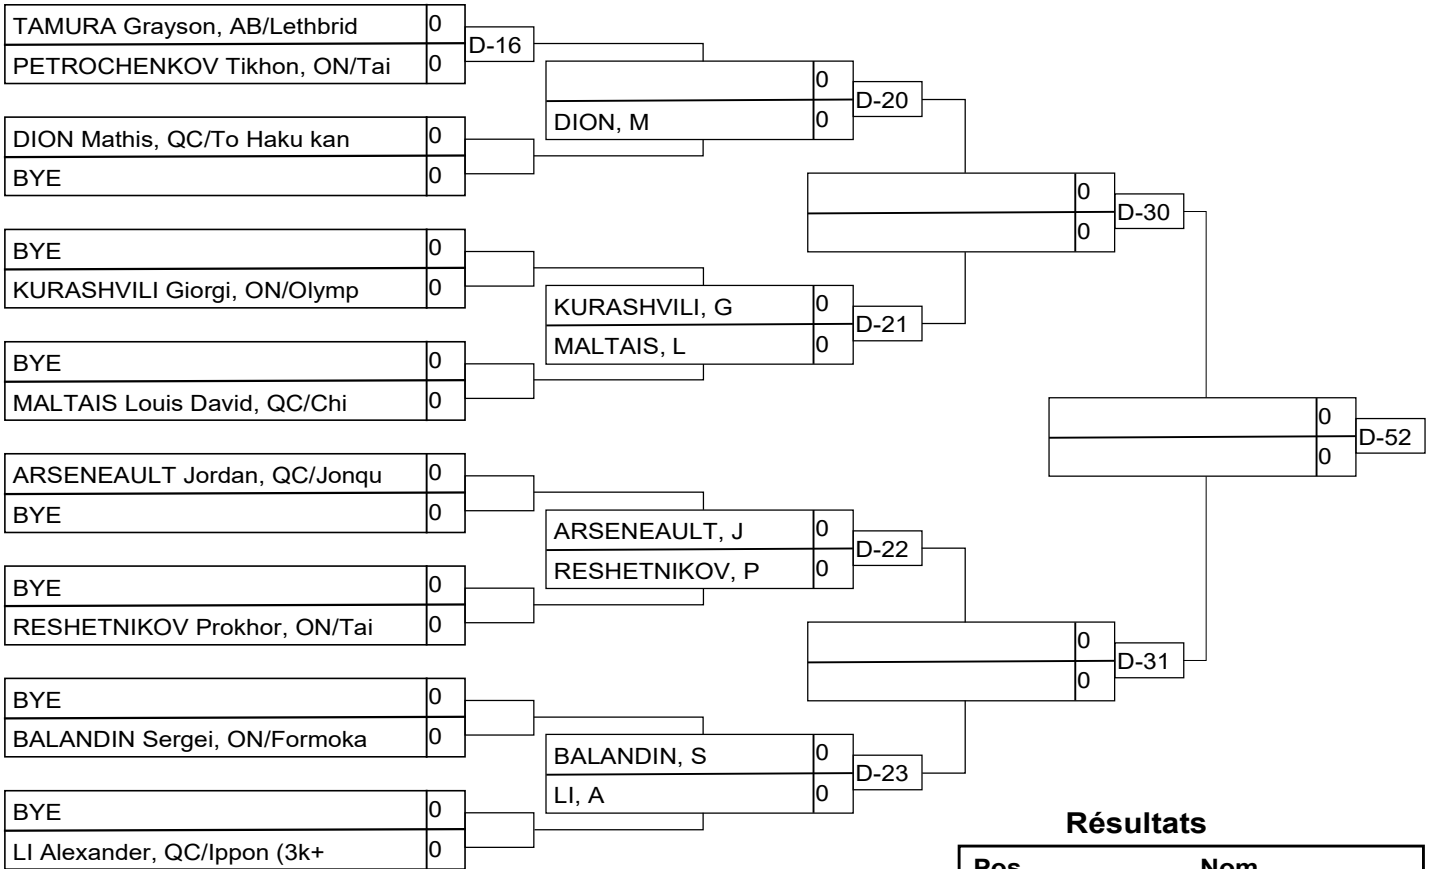 TAMURA Grayson, AB/Lethbrid 0
PETROCHENKOV Tikhon, ON/Tai 0
D-16
DION Mathis, QC/To Haku kan 0
BYE 0
0
DION, M 0
D-20
BYE 0
KURASHVILI Giorgi, ON/Olymp 0
BYE 0
MALTAIS Louis David, QC/Chi 0
KURASHVILI, G 0
MALTAIS, L 0
D-21
0
0
D-30
ARSENEAULT Jordan, QC/Jonqu 0
BYE 0
BYE 0
RESHETNIKOV Prokhor, ON/Tai 0
ARSENEAULT, J 0
RESHETNIKOV, P 0
D-22
BYE 0
BALANDIN Sergei, ON/Formoka 0
BYE 0
LI Alexander, QC/Ippon (3k+ 0
BALANDIN, S 0
LI, A 0
D-23
0
0
D-31
0
0
D-52
Résultats
Pos Nom